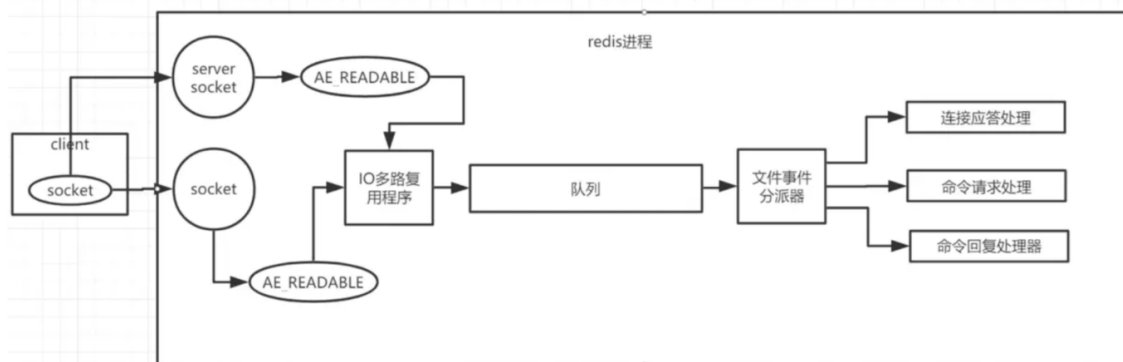 redis进程
server
socket
AE_READABLE
连接应答处理
client
socket
socket
IO多路复
用程序
队列
文件事件
分派器
命令请求处理
命令回复处理器
AE_READABLE